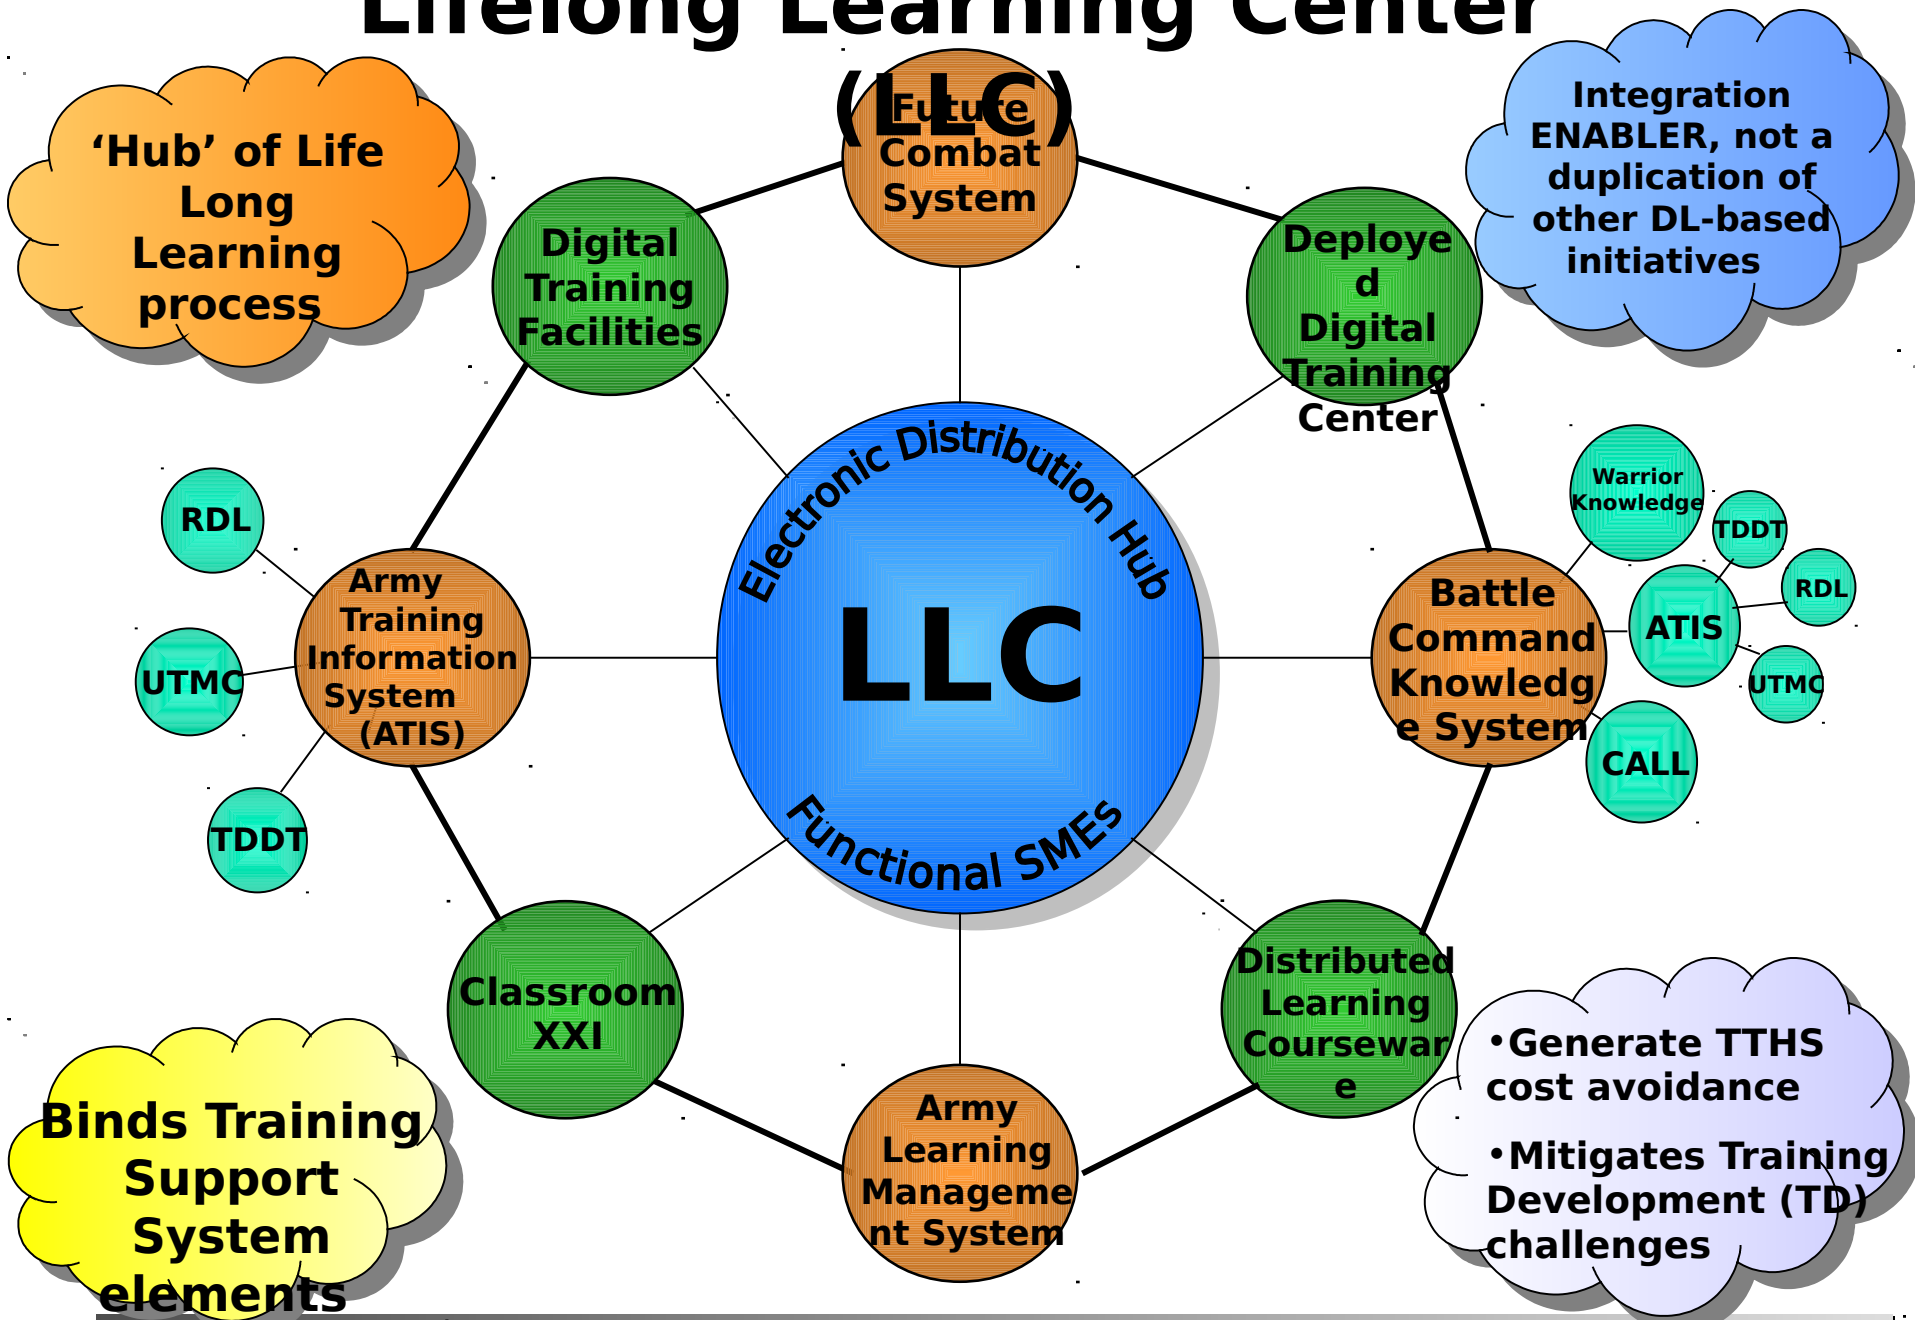 Lifelong Learning Center
(LLC)
‘Hub’ of Life
Long
Learning
process
Future
Combat
System
Integration
ENABLER, not a
duplication of
other DL-based
initiatives
Digital
Training
Facilities
Deploye
d
Digital
Training
Center
Electronic Distribution Hub
LLC
Functional SMEs
RDL
UTMC
TDDT
Army
Training
Information
System
(ATIS)
Battle
Command
Knowledg
e System
Warrior
Knowledge
TDDT
RDL
ATIS
UTMC
CALL
Classroom
XXI
Distributed
Learning
Coursewar
e
Army
Learning
Manageme
nt System
Binds Training
Support
System
elements
•Generate TTHS
cost avoidance
•Mitigates Training
Development (TD)
challenges